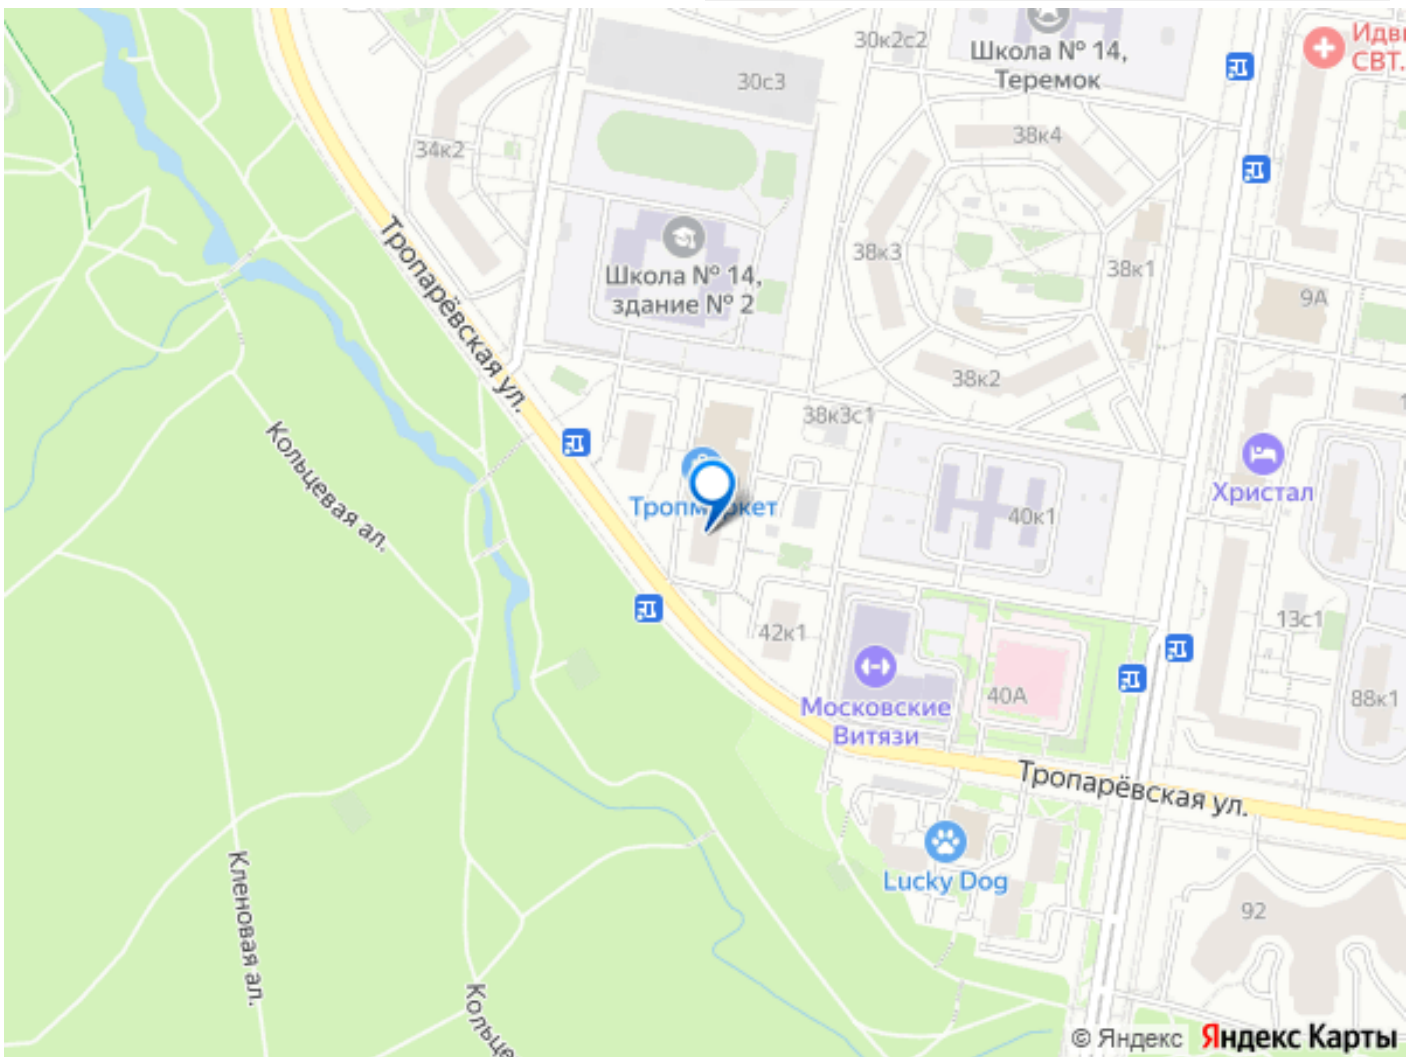 30к2с2
Школа № 14,
Теремок
СВТ.
30с3
34к2
38к4
Тропарёвская ул.
Школа № 14,
здание № 2
38к3
38к1
9А
38к2
38к3с1
Кольцевая ал.
Христал
40к1
42к1
13с1
40А
88к1
Московские
Витязи
Тропарёвская ул.
Lucky Dog
Кленовая ал.
92
© Яндекс Яндекс Карты